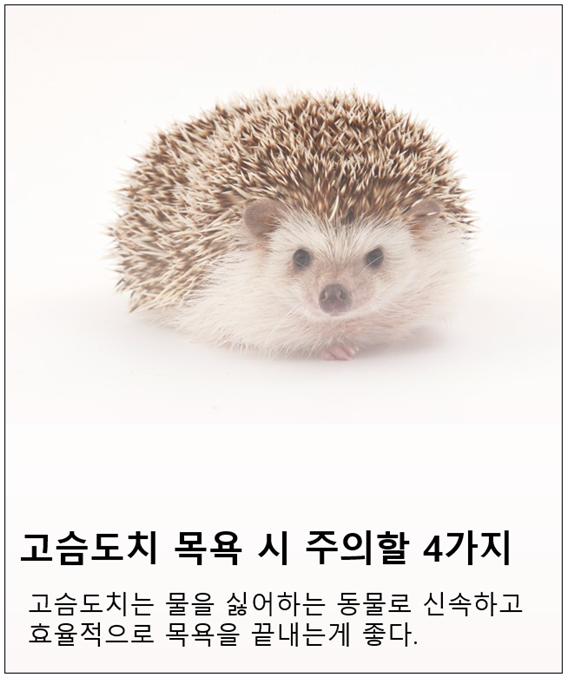 고슴도치 목욕 시 주의할 4가지
고슴도치는 물을 싫어하는 동물로 신속하고
효율적으로 목욕을 끝내는게 좋다.